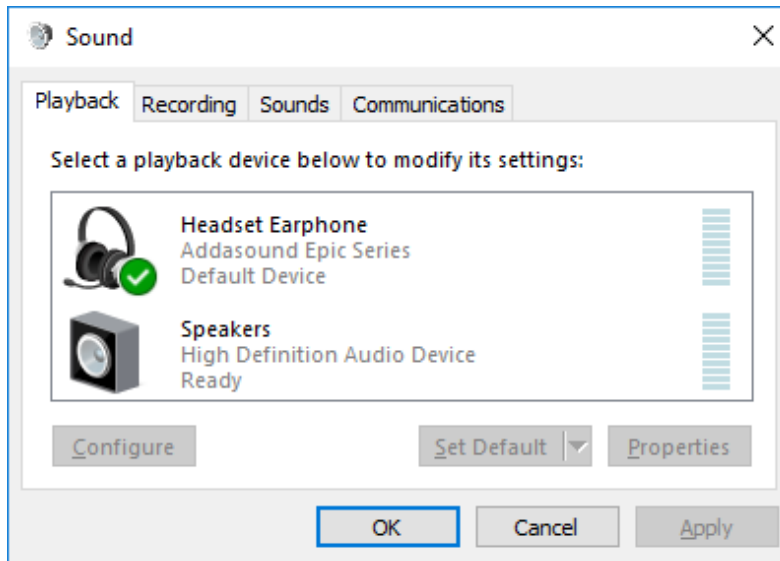 Sound
Playback Recording Sounds Communications
Select a playback device below to modify its settings:
Headset Earphone
Addasound Epic Series
Default Device
Speakers
High Definition Audio Device
Ready
Configure Set Default Properties
OK Cancel Apply